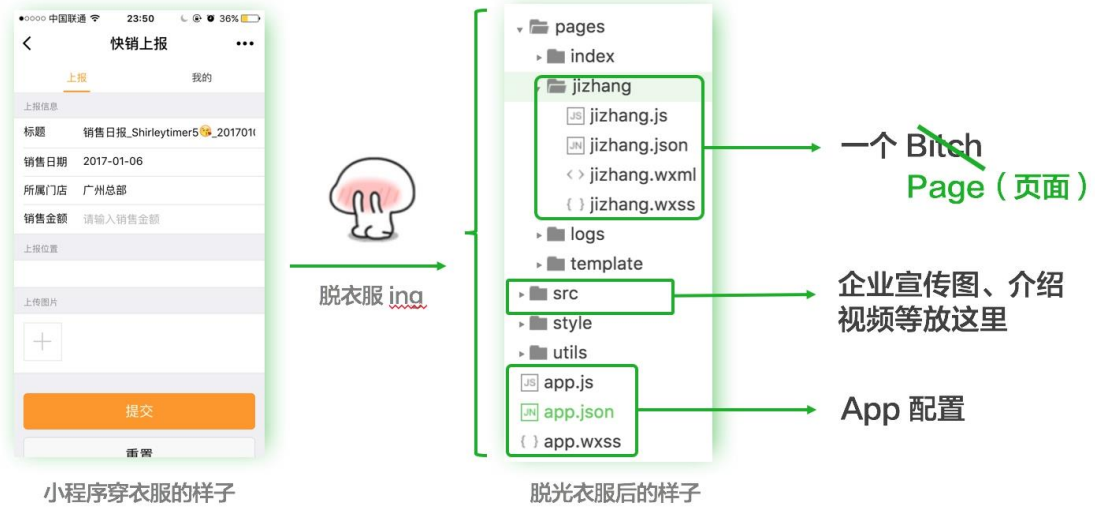 中国联通 23:50 36%
快销上报
上报 我的
上报信息
标题 销售日报_Shirleytimer5😘_201701
销售日期 2017-01-06
所属门店 广州总部
销售金额 请输入销售金额
上报位置
上传图片
提交
重置
小程序穿衣服的样子
脱衣服 ing
pages
index
jizhang
JS jizhang.js
JN jizhang.json
<> jizhang.wxml
{ } jizhang.wxss
logs
template
src
style
utils
JS app.js
JN app.json
{ } app.wxss
脱光衣服后的样子
一个 Bitch
Page（页面）
企业宣传图、介绍
视频等放这里
App 配置